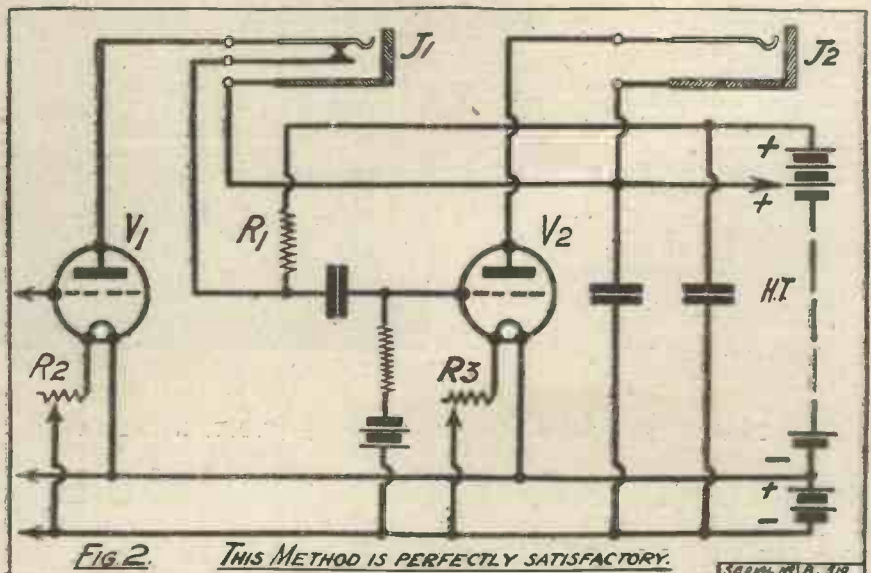 J1
J2
+
+
V1
R1
V2
H.T.
R2
R3
−
+
−
FIG. 2. THIS METHOD IS PERFECTLY SATISFACTORY.